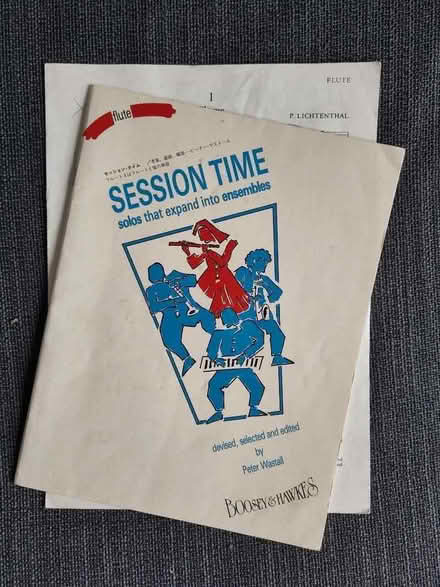 FLUTE
I
P. LICHTENTHAL
flute
SESSION TIME
solos that expand into ensembles
devised, selected and edited
by
Peter Wastall
BOOSEY & HAWKES